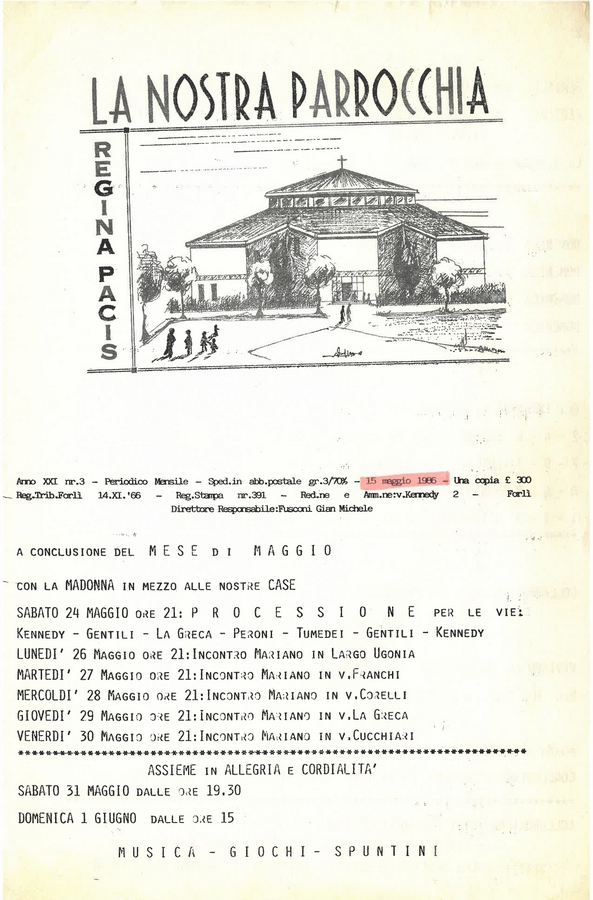 LA NOSTRA PARROCCHIA
REGINA PACIS
Anno XXI nr.3 - Periodico Mensile - Sped.in abb.postale gr.3/70% - 15 maggio 1986 - Una copia £ 300
Reg.Trib.Forlì 14.XI.'66 - Reg.Stampa nr.391 - Red.ne e Amm.ne:v.Kennedy 2 - Forlì
Direttore Responsabile:Fusconi Gian Michele
A CONCLUSIONE DEL MESE DI MAGGIO
CON LA MADONNA IN MEZZO ALLE NOSTRE CASE
SABATO 24 MAGGIO ORE 21: P R O C E S S I O N E PER LE VIE:
KENNEDY - GENTILI - LA GRECA - PERONI - TUMEDEI - GENTILI - KENNEDY
LUNEDI' 26 MAGGIO ORE 21:INCONTRO MARIANO IN LARGO UGONIA
MARTEDI' 27 MAGGIO ORE 21:INCONTRO MARIANO IN V.FRANCHI
MERCOLDI' 28 MAGGIO ORE 21:INCONTRO MARIANO IN V.CORELLI
GIOVEDI' 29 MAGGIO ORE 21:INCONTRO MARIANO IN V.LA GRECA
VENERDI' 30 MAGGIO ORE 21:INCONTRO MARIANO IN V.CUCCHIARI
ASSIEME IN ALLEGRIA E CORDIALITA'
SABATO 31 MAGGIO DALLE ORE 19.30
DOMENICA 1 GIUGNO DALLE ORE 15
MUSICA - GIOCHI - SPUNTINI